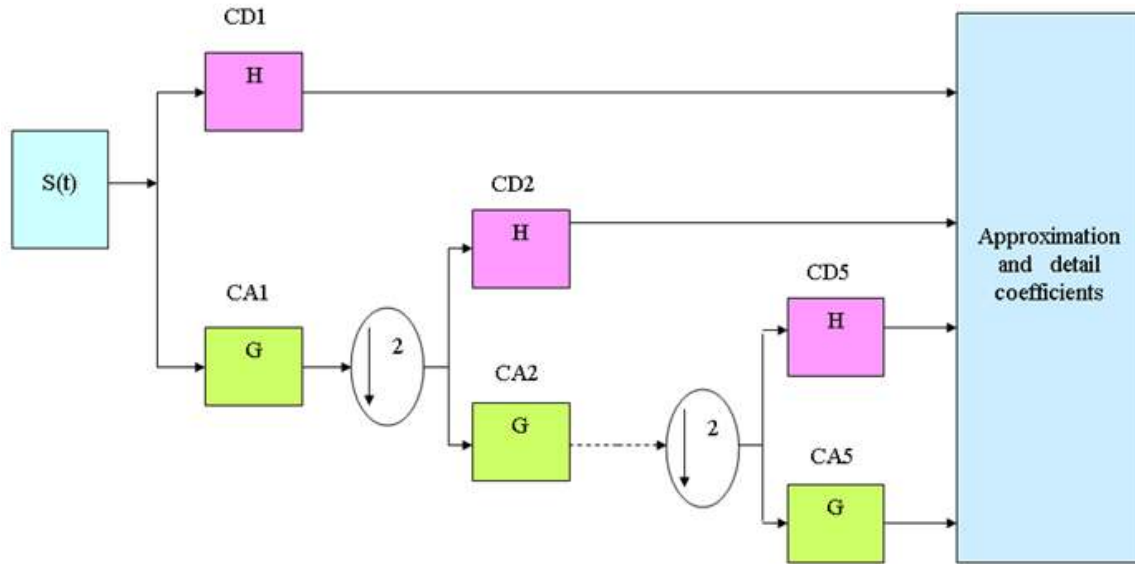 CD1
H
S(t)
CD2
H
Approximation
and detail
coefficients
CD5
H
CA1
G
2
CA2
G
2
CA5
G